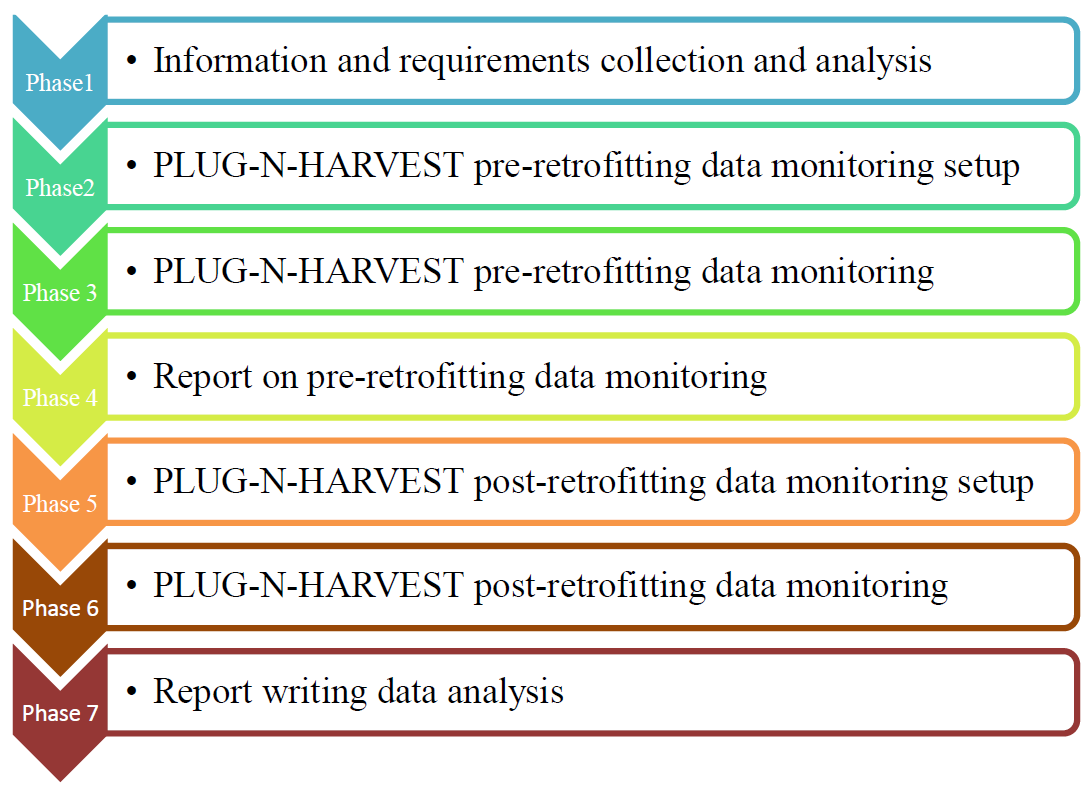 Phase1
• Information and requirements collection and analysis
Phase2
• PLUG-N-HARVEST pre-retrofitting data monitoring setup
Phase 3
• PLUG-N-HARVEST pre-retrofitting data monitoring
Phase 4
• Report on pre-retrofitting data monitoring
Phase 5
• PLUG-N-HARVEST post-retrofitting data monitoring setup
Phase 6
• PLUG-N-HARVEST post-retrofitting data monitoring
Phase 7
• Report writing data analysis